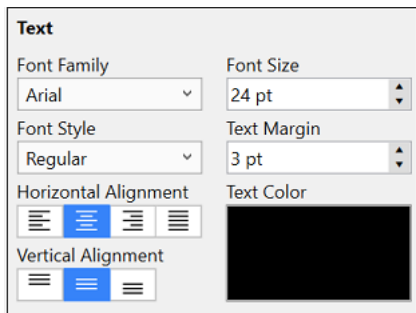 Text
Font Family Font Size
Arial 24 pt
Font Style Text Margin
Regular 3 pt
Horizontal Alignment Text Color
Vertical Alignment